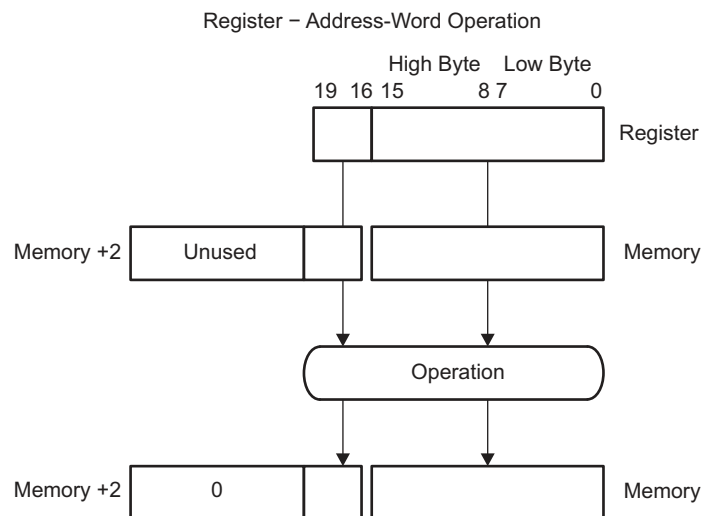 Register − Address-Word Operation
High Byte Low Byte
19 16 15 8 7 0
Register
Memory +2 Unused Memory
Operation
Memory +2 0 Memory